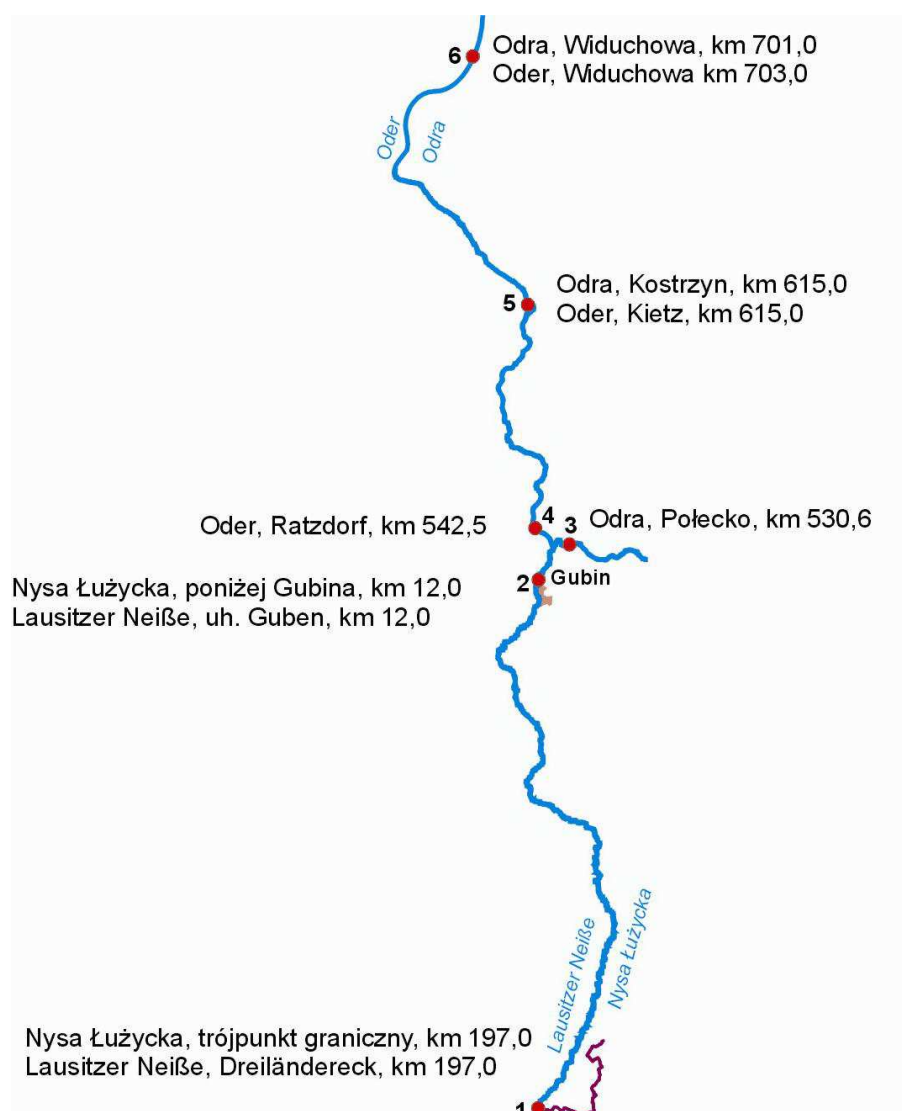 6
Odra, Widuchowa, km 701,0
Oder, Widuchowa km 703,0
Oder
Odra
5
Odra, Kostrzyn, km 615,0
Oder, Kietz, km 615,0
Oder, Ratzdorf, km 542,5
4
3
Odra, Połecko, km 530,6
2
Gubin
Nysa Łużycka, poniżej Gubina, km 12,0
Lausitzer Neiße, uh. Guben, km 12,0
Lausitzer Neiße
Nysa Łużycka
Nysa Łużycka, trójpunkt graniczny, km 197,0
Lausitzer Neiße, Dreiländereck, km 197,0
1